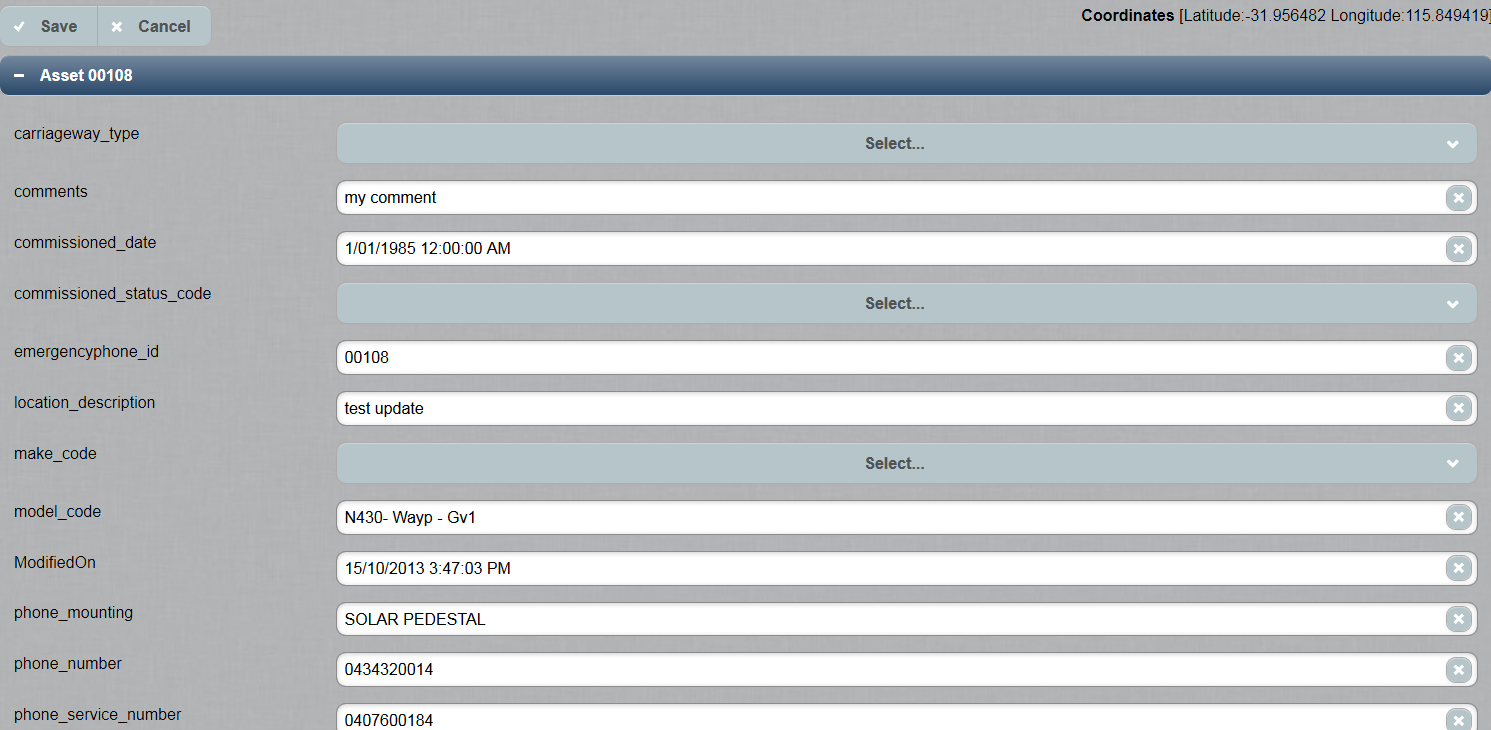 Save Cancel Coordinates [Latitude:-31.956482 Longitude:115.849419]
Asset 00108
carriageway_type Select...
comments my comment
commissioned_date 1/01/1985 12:00:00 AM
commissioned_status_code Select...
emergencyphone_id 00108
location_description test update
make_code Select...
model_code N430- Wayp - Gv1
ModifiedOn 15/10/2013 3:47:03 PM
phone_mounting SOLAR PEDESTAL
phone_number 0434320014
phone_service_number 0407600184